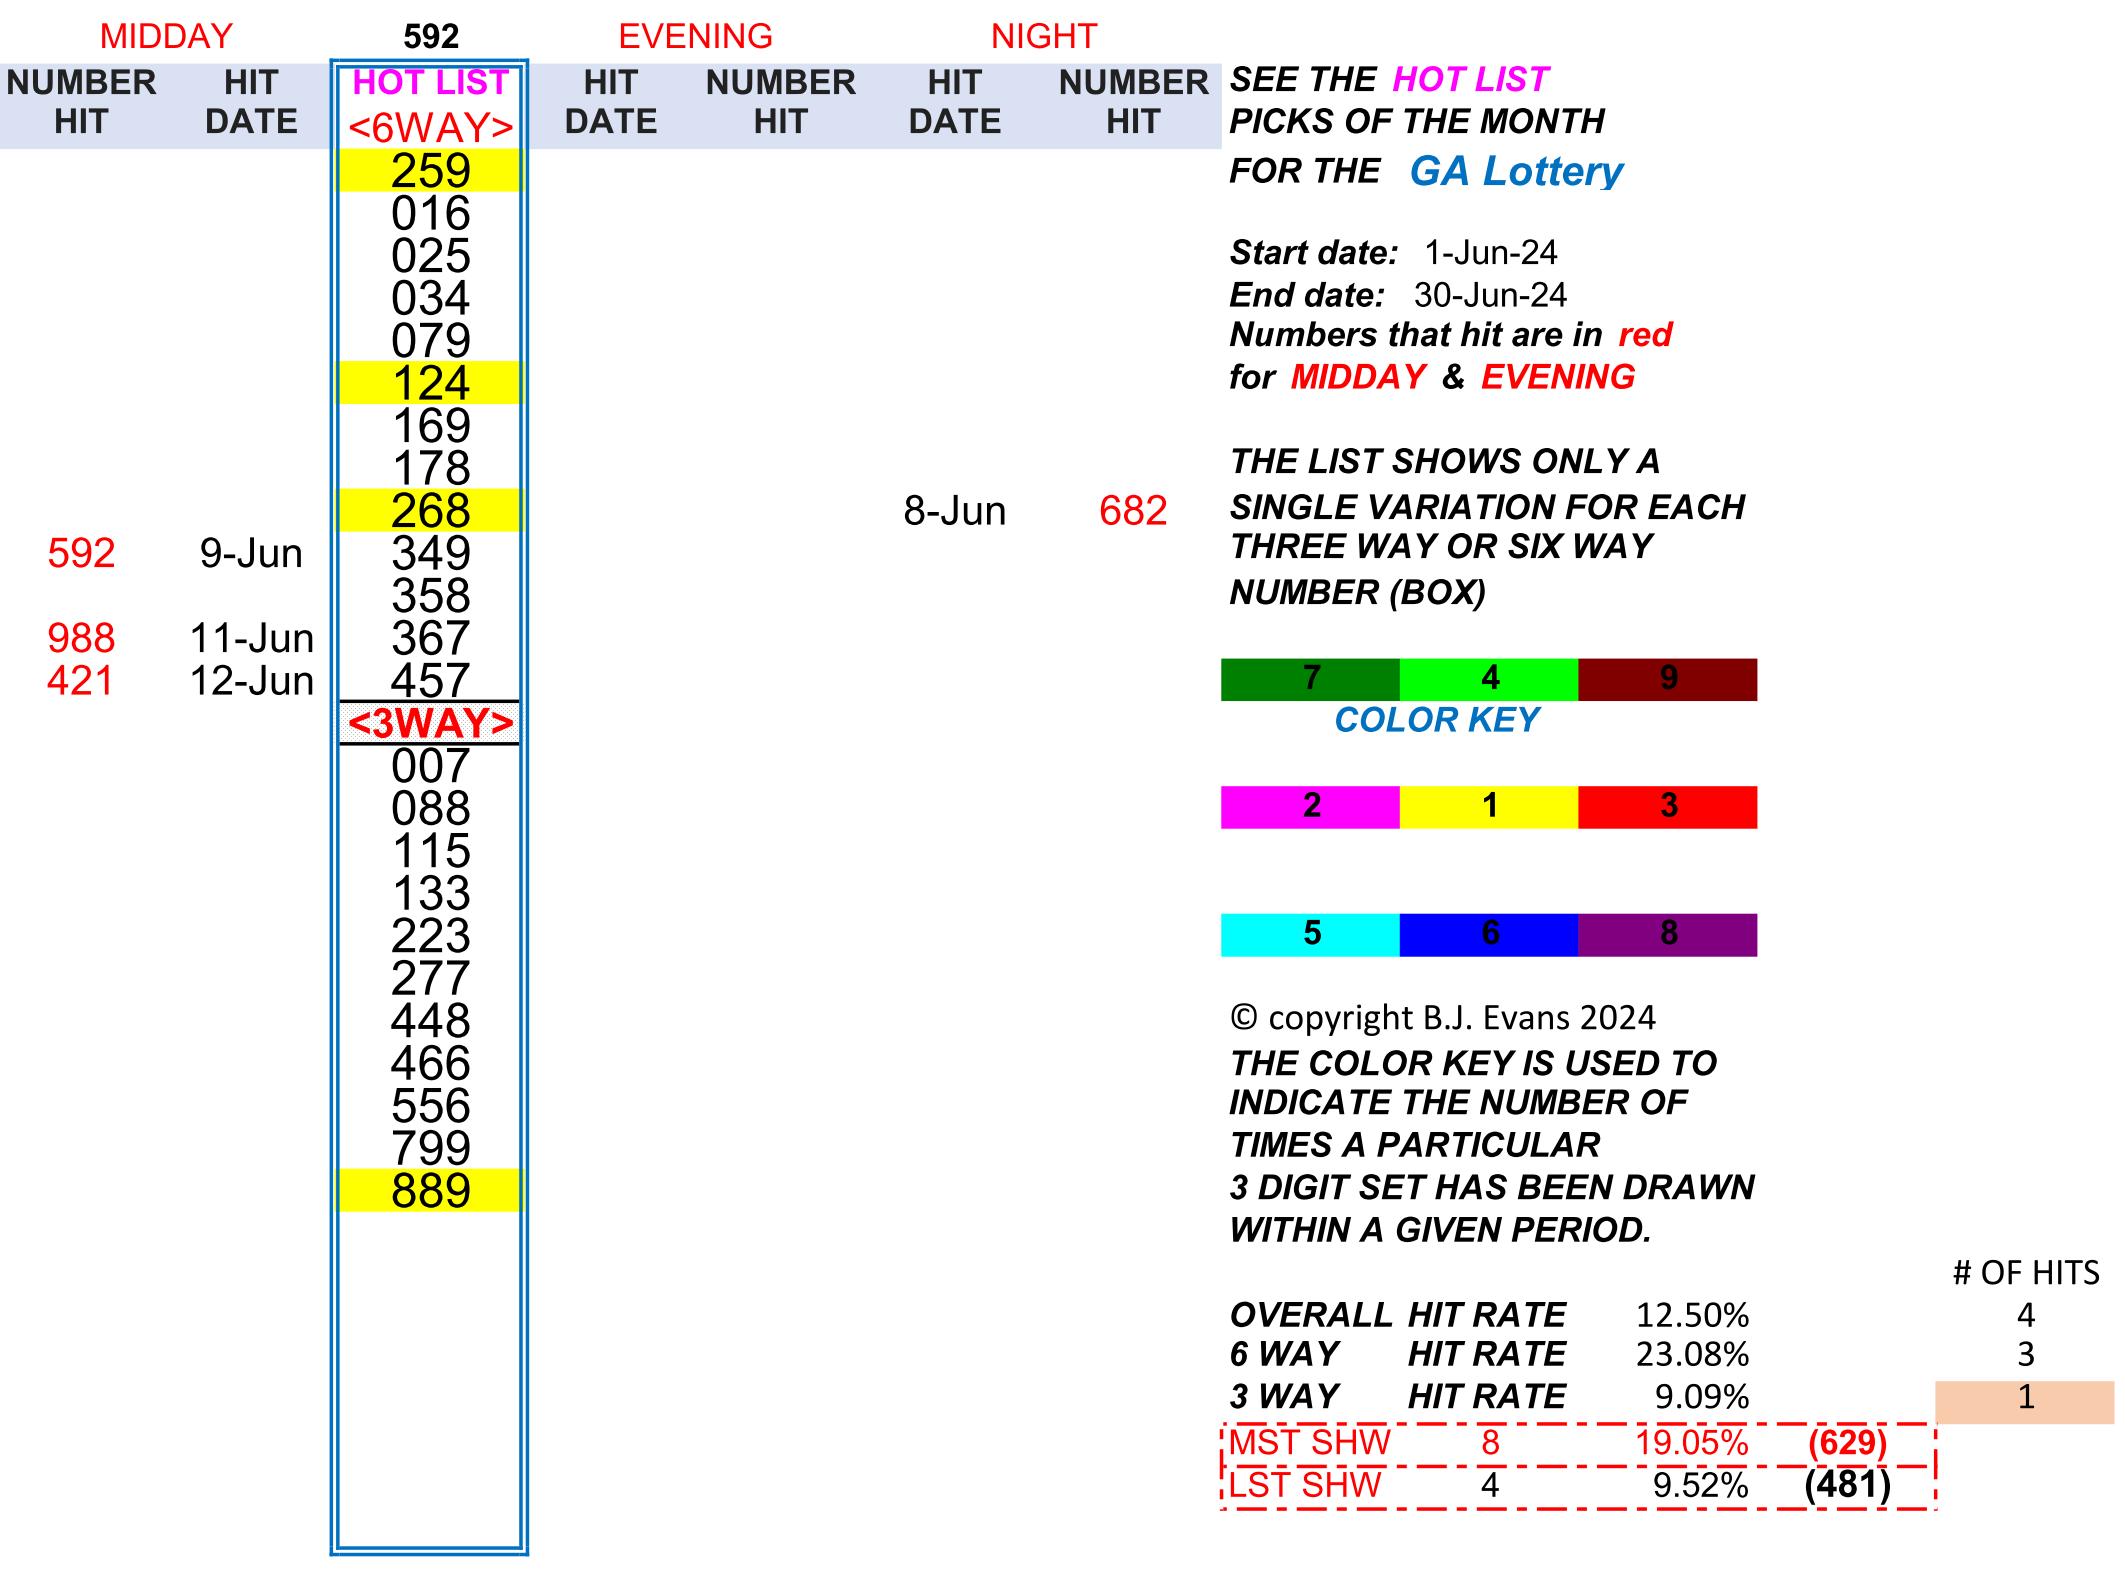 MIDDAY 592 EVENING NIGHT
NUMBER HIT HOT LIST HIT NUMBER HIT NUMBER SEE THE HOT LIST
HIT DATE <6WAY> DATE HIT DATE HIT PICKS OF THE MONTH
259 FOR THE GA Lottery
016
025 Start date: 1-Jun-24
034 End date: 30-Jun-24
079 Numbers that hit are in red
124 for MIDDAY & EVENING
169
178 THE LIST SHOWS ONLY A
268 8-Jun 682 SINGLE VARIATION FOR EACH
592 9-Jun 349 THREE WAY OR SIX WAY
358 NUMBER (BOX)
988 11-Jun 367
421 12-Jun 457 7 4 9
<3WAY> COLOR KEY
007
088 2 1 3
115
133
223 5 6 8
277
448 © copyright B.J. Evans 2024
466 THE COLOR KEY IS USED TO
556 INDICATE THE NUMBER OF
799 TIMES A PARTICULAR
889 3 DIGIT SET HAS BEEN DRAWN
WITHIN A GIVEN PERIOD.
# OF HITS
OVERALL HIT RATE 12.50% 4
6 WAY HIT RATE 23.08% 3
3 WAY HIT RATE 9.09% 1
MST SHW 8 19.05% (629)
LST SHW 4 9.52% (481)